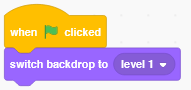 when clicked
switch backdrop to level 1